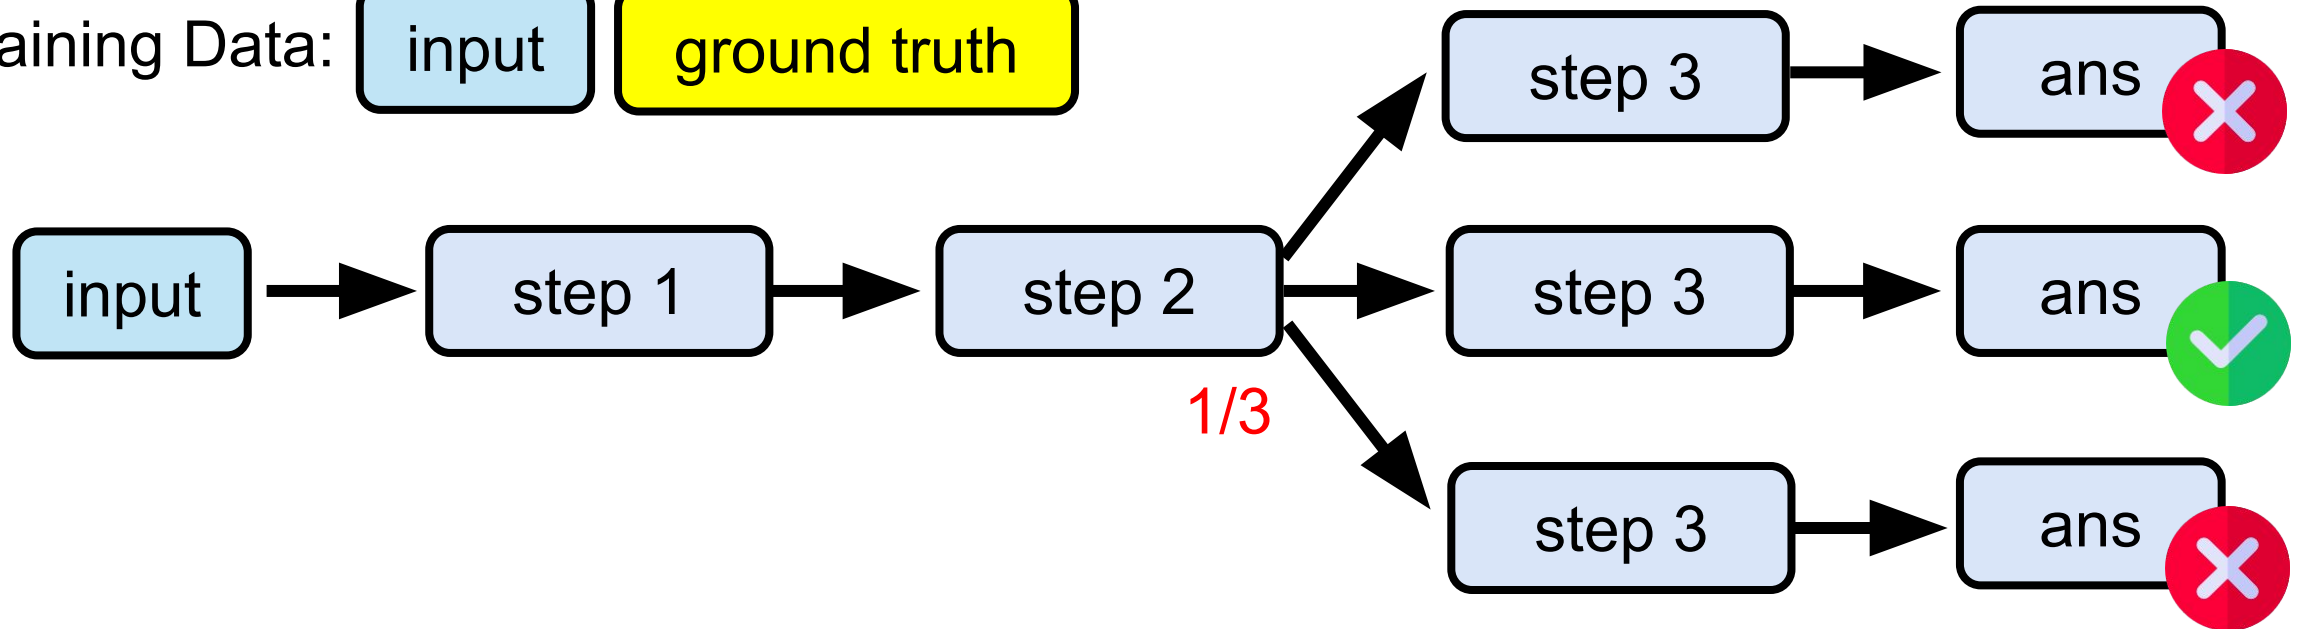 aining Data: input ground truth
step 3 ans
input step 1 step 2 step 3 ans
1/3
step 3 ans